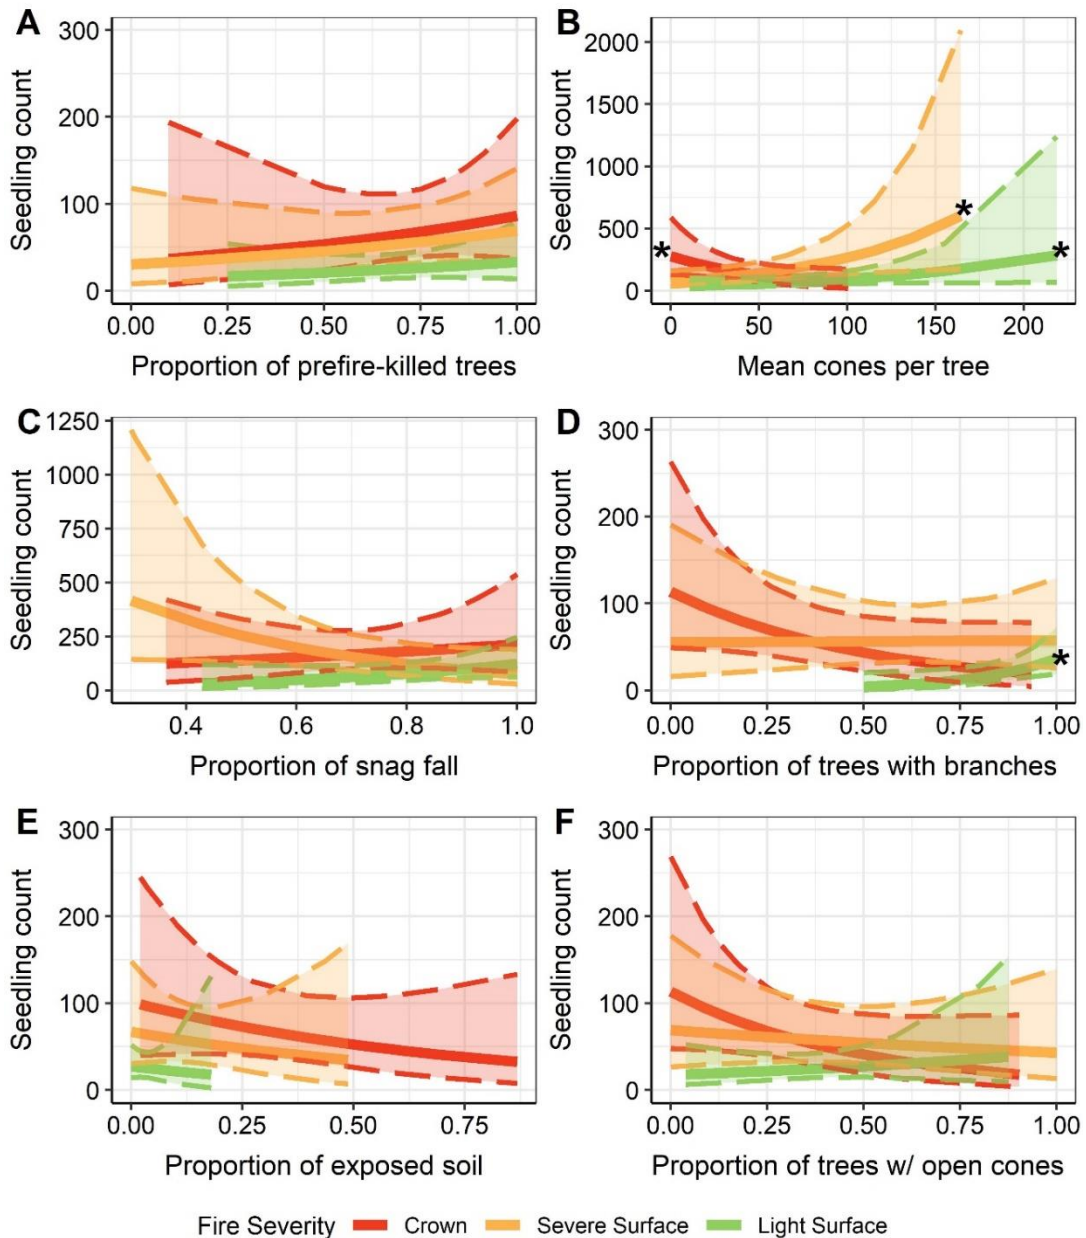 A
300
200
100
0
Seedling count
0.00 0.25 0.50 0.75 1.00
Proportion of prefire-killed trees
B
2000
1500
1000
500
0
Seedling count
*
*
*
0 50 100 150 200
Mean cones per tree
C
1250
1000
750
500
250
0
Seedling count
0.4 0.6 0.8 1.0
Proportion of snag fall
D
300
200
100
0
Seedling count
*
0.00 0.25 0.50 0.75 1.00
Proportion of trees with branches
E
300
200
100
0
Seedling count
0.00 0.25 0.50 0.75
Proportion of exposed soil
F
300
200
100
0
Seedling count
0.00 0.25 0.50 0.75 1.00
Proportion of trees w/ open cones
Fire Severity Crown Severe Surface Light Surface